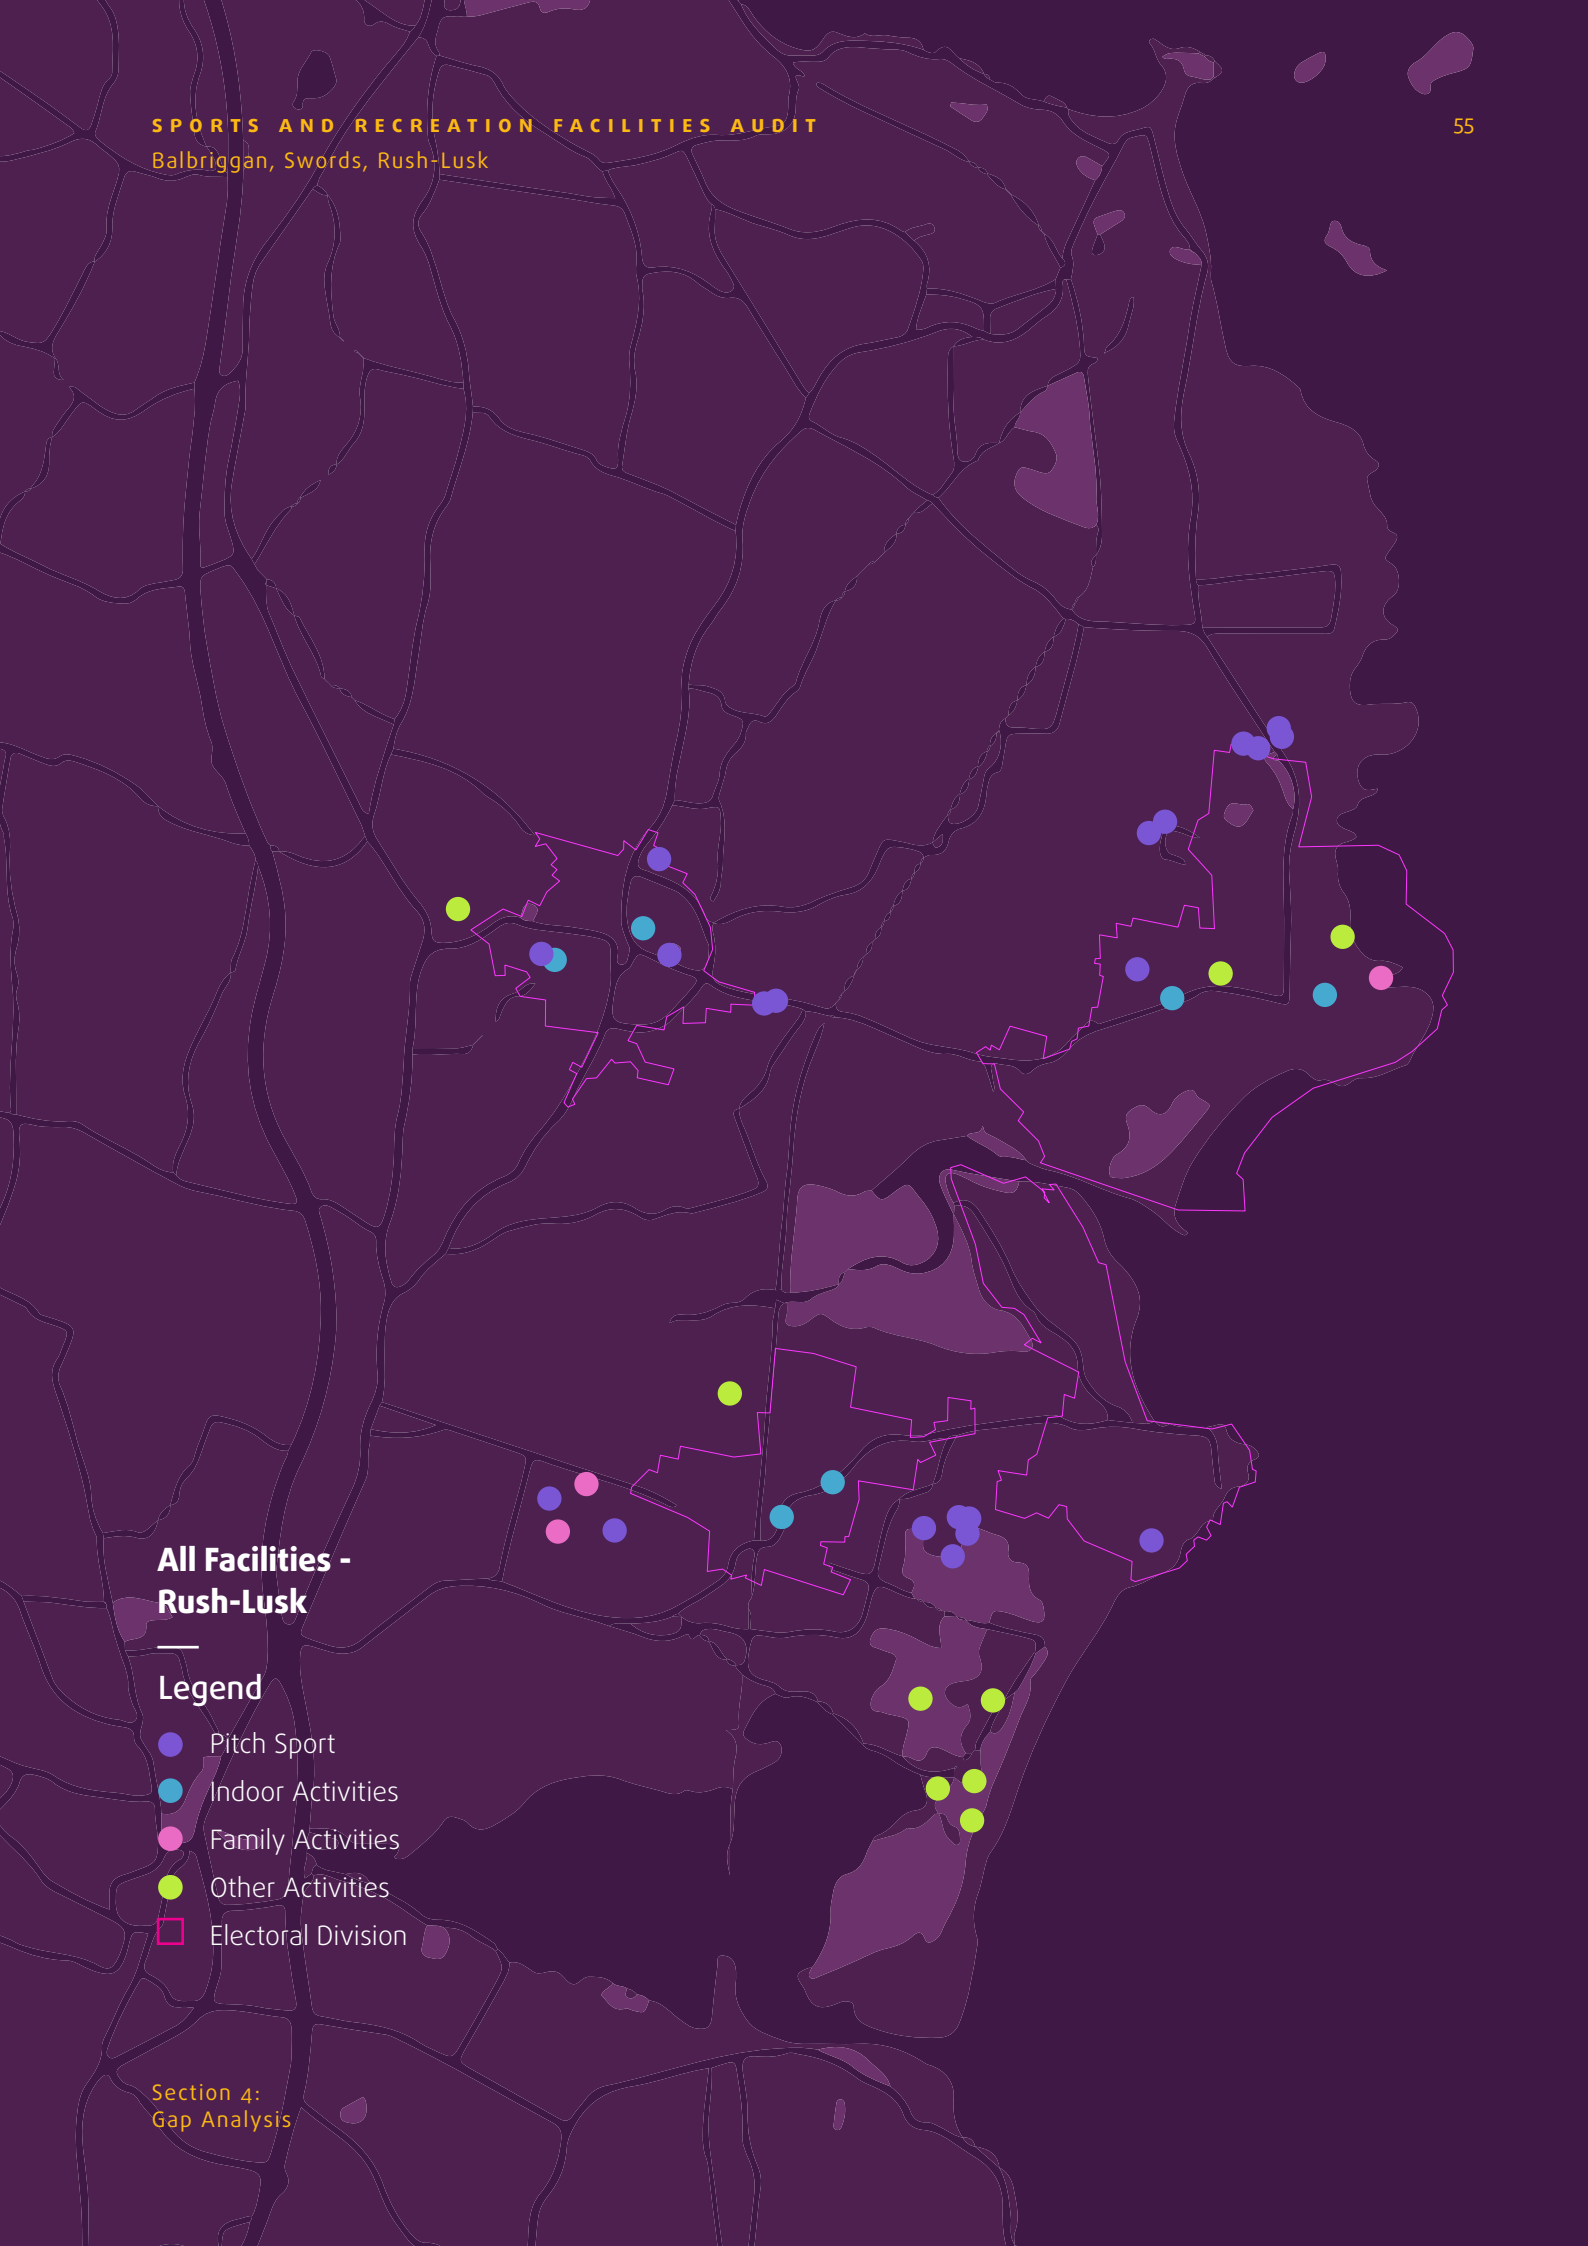 SPORTS AND RECREATION FACILITIES AUDIT
55
Balbriggan, Swords, Rush-Lusk
All Facilities -
Rush-Lusk
Legend
Pitch Sport
Indoor Activities
Family Activities
Other Activities
Electoral Division
Section 4:
Gap Analysis